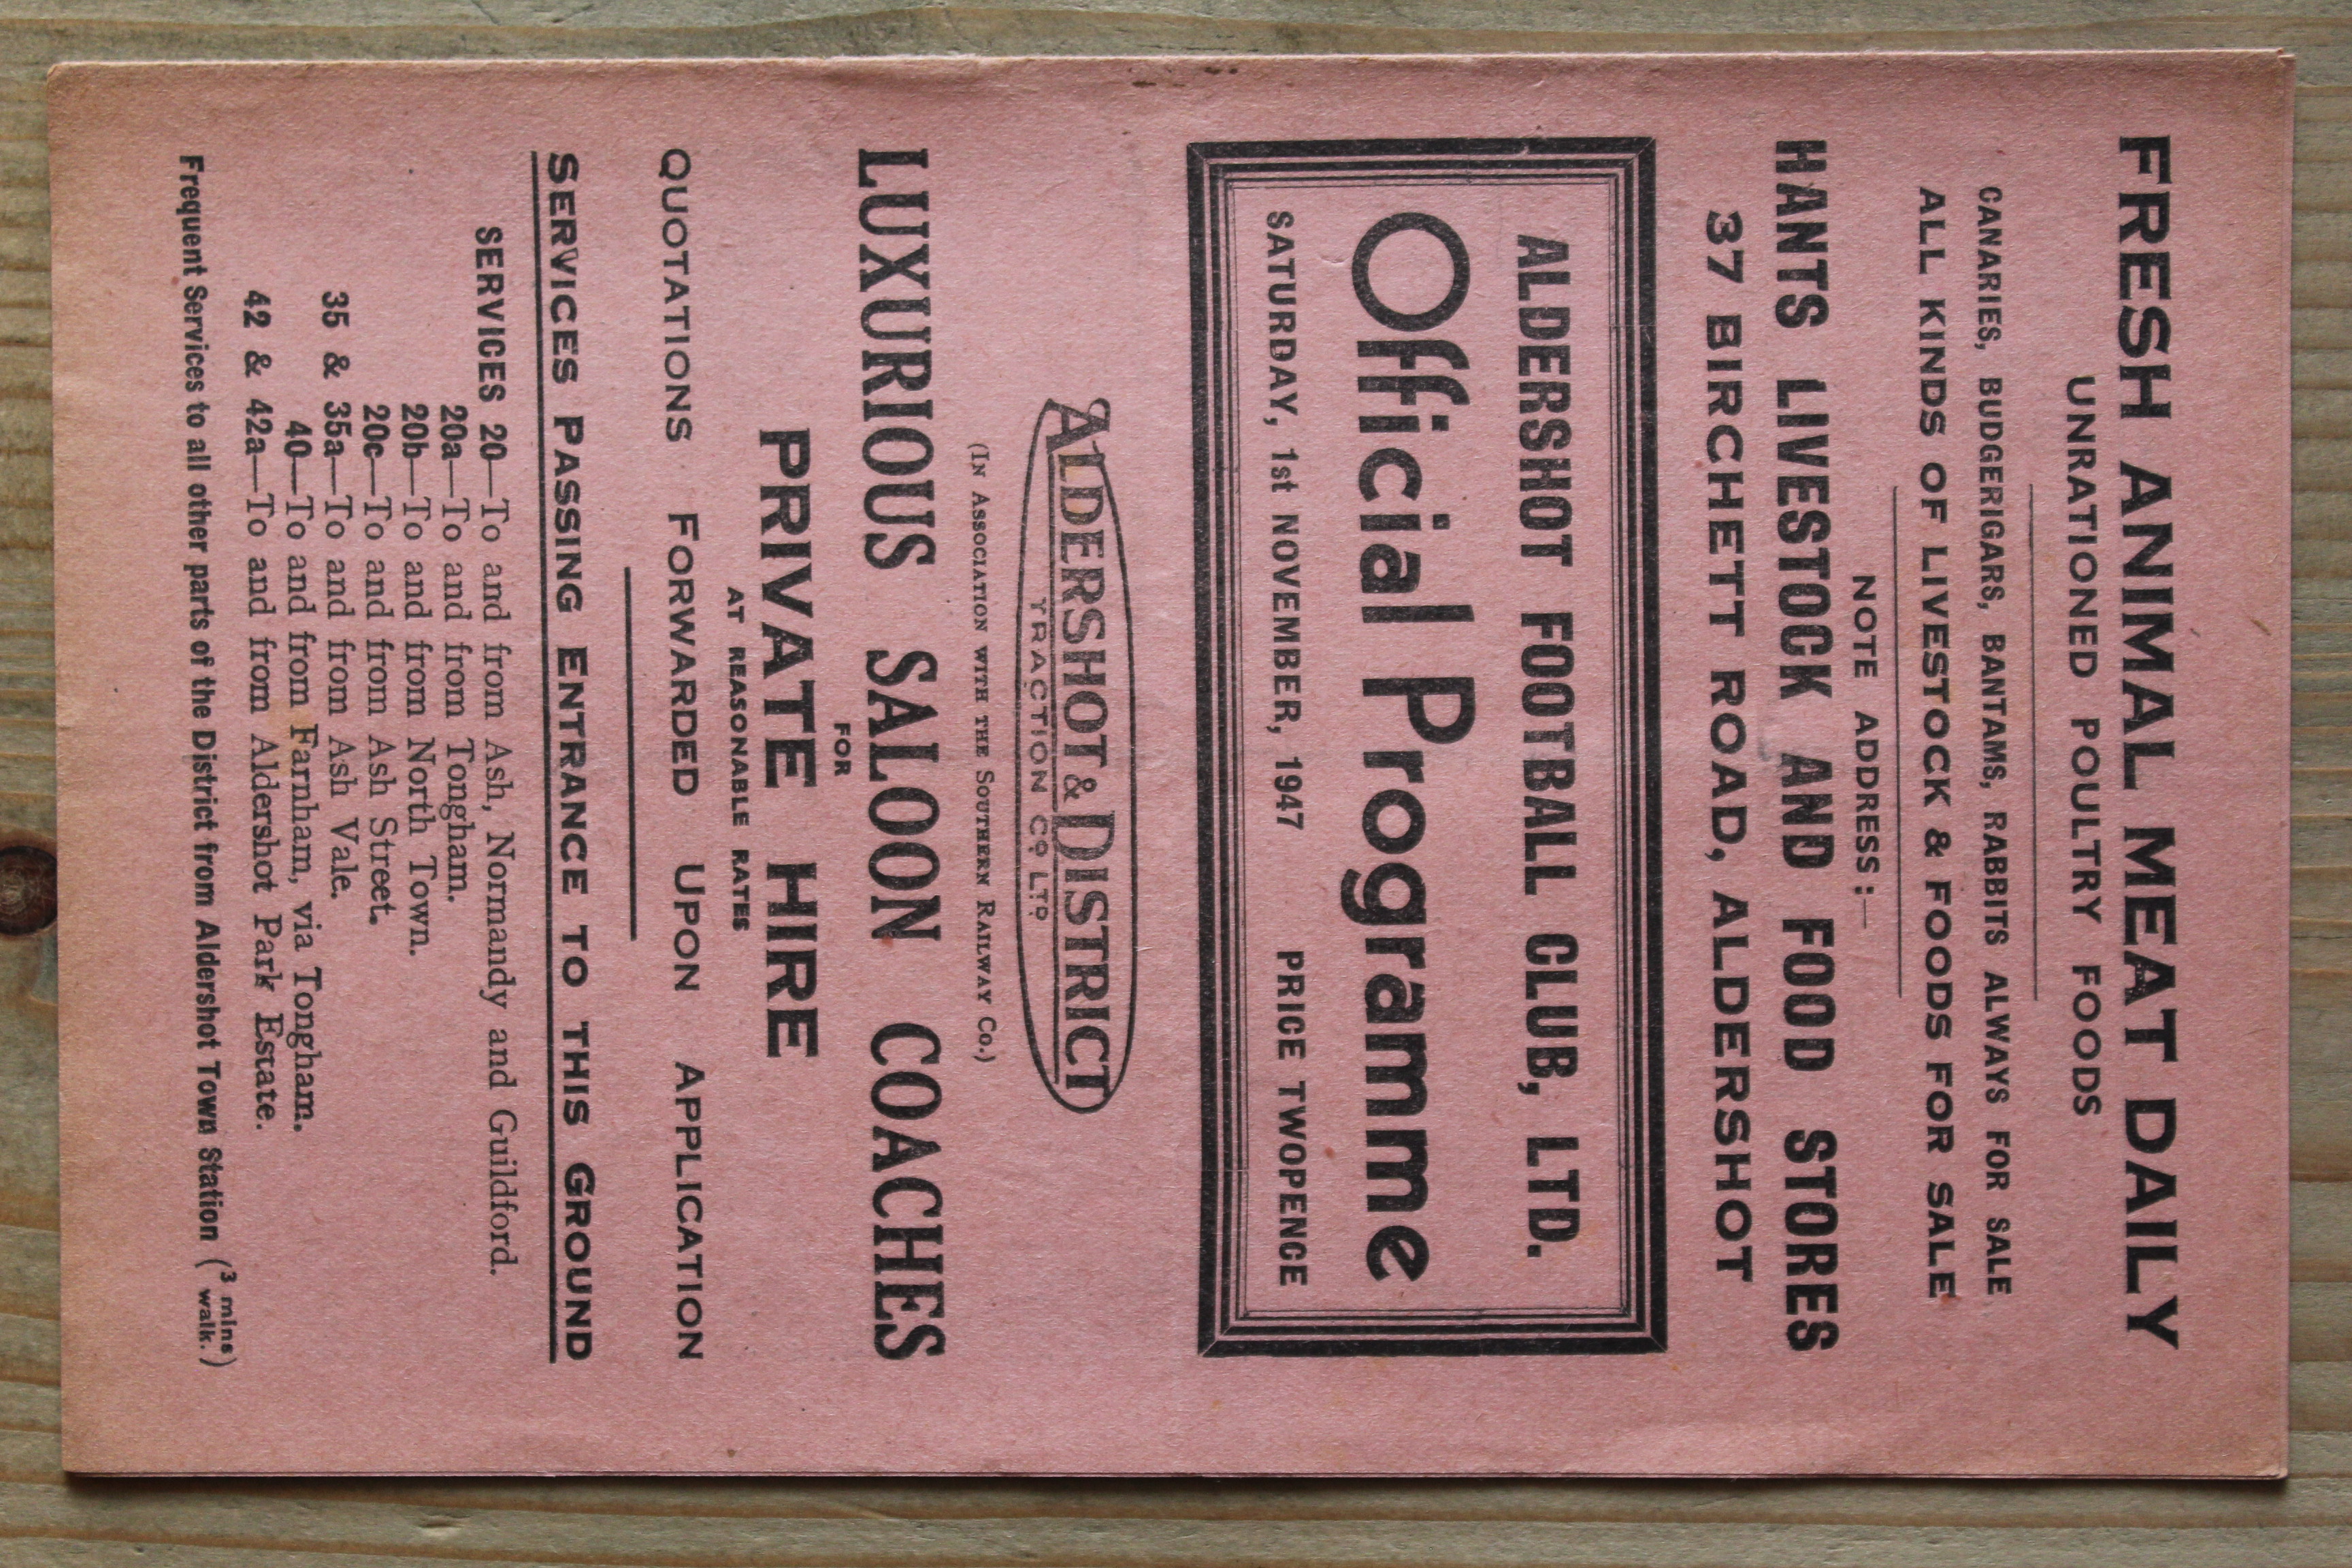 FRESH ANIMAL MEAT DAILY
UNRATIONED POULTRY FOODS
CANARIES, BUDGERIGARS, BANTAMS, RABBITS ALWAYS FOR SALE
ALL KINDS OF LIVESTOCK & FOODS FOR SALE
NOTE ADDRESS:—
HANTS LIVESTOCK AND FOOD STORES
37 BIRCHETT ROAD, ALDERSHOT
ALDERSHOT FOOTBALL CLUB, LTD.
Official Programme
SATURDAY, 1st NOVEMBER, 1947 PRICE TWOPENCE
ALDERSHOT & DISTRICT
TRACTION CO LTD.
(IN ASSOCIATION WITH THE SOUTHERN RAILWAY CO.)
LUXURIOUS SALOON COACHES
FOR
PRIVATE HIRE
AT REASONABLE RATES
QUOTATIONS FORWARDED UPON APPLICATION
SERVICES PASSING ENTRANCE TO THIS GROUND
SERVICES 20—To and from Ash, Normandy and Guildford.
20a—To and from Tongham.
20b—To and from North Town.
20c—To and from Ash Street.
35 & 35a—To and from Ash Vale.
40—To and from Farnham, via Tongham.
42 & 42a—To and from Aldershot Park Estate.
Frequent Services to all other parts of the District from Aldershot Town Station (3 mins walk.)